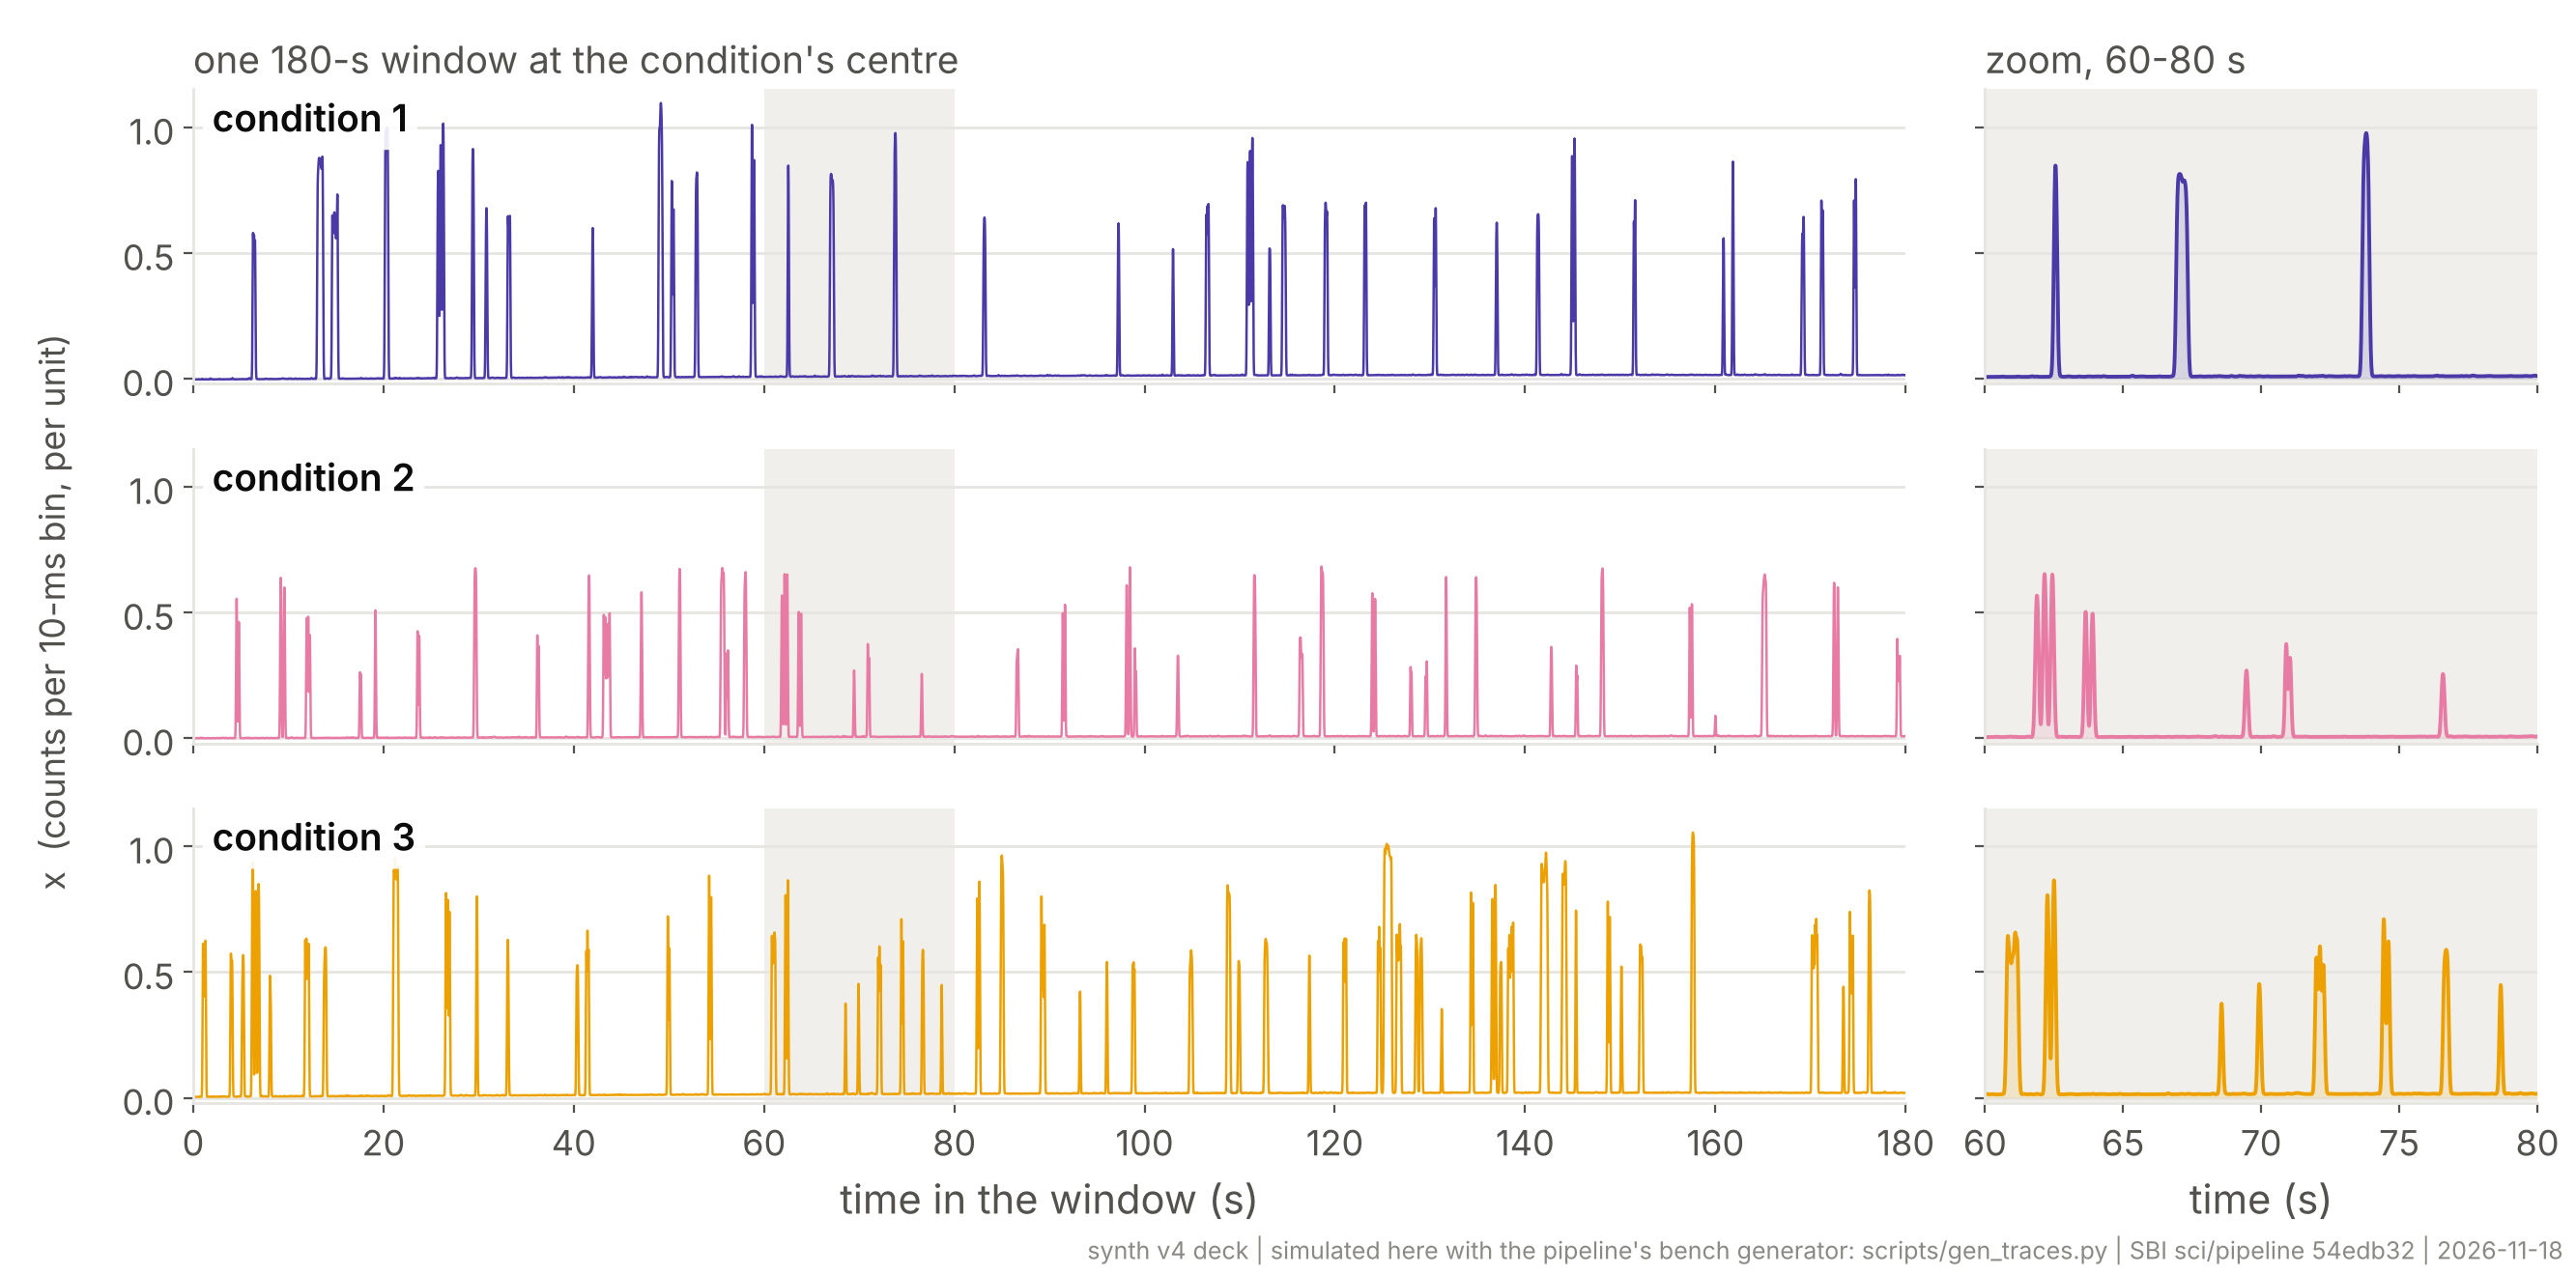 one 180-s window at the condition's centre
zoom, 60-80 s
condition 1
1.0
0.5
0.0
condition 2
1.0
0.5
0.0
condition 3
1.0
0.5
0.0
x (counts per 10-ms bin, per unit)
0 20 40 60 80 100 120 140 160 180
60 65 70 75 80
time in the window (s)
time (s)
synth v4 deck | simulated here with the pipeline's bench generator: scripts/gen_traces.py | SBI sci/pipeline 54edb32 | 2026-11-18